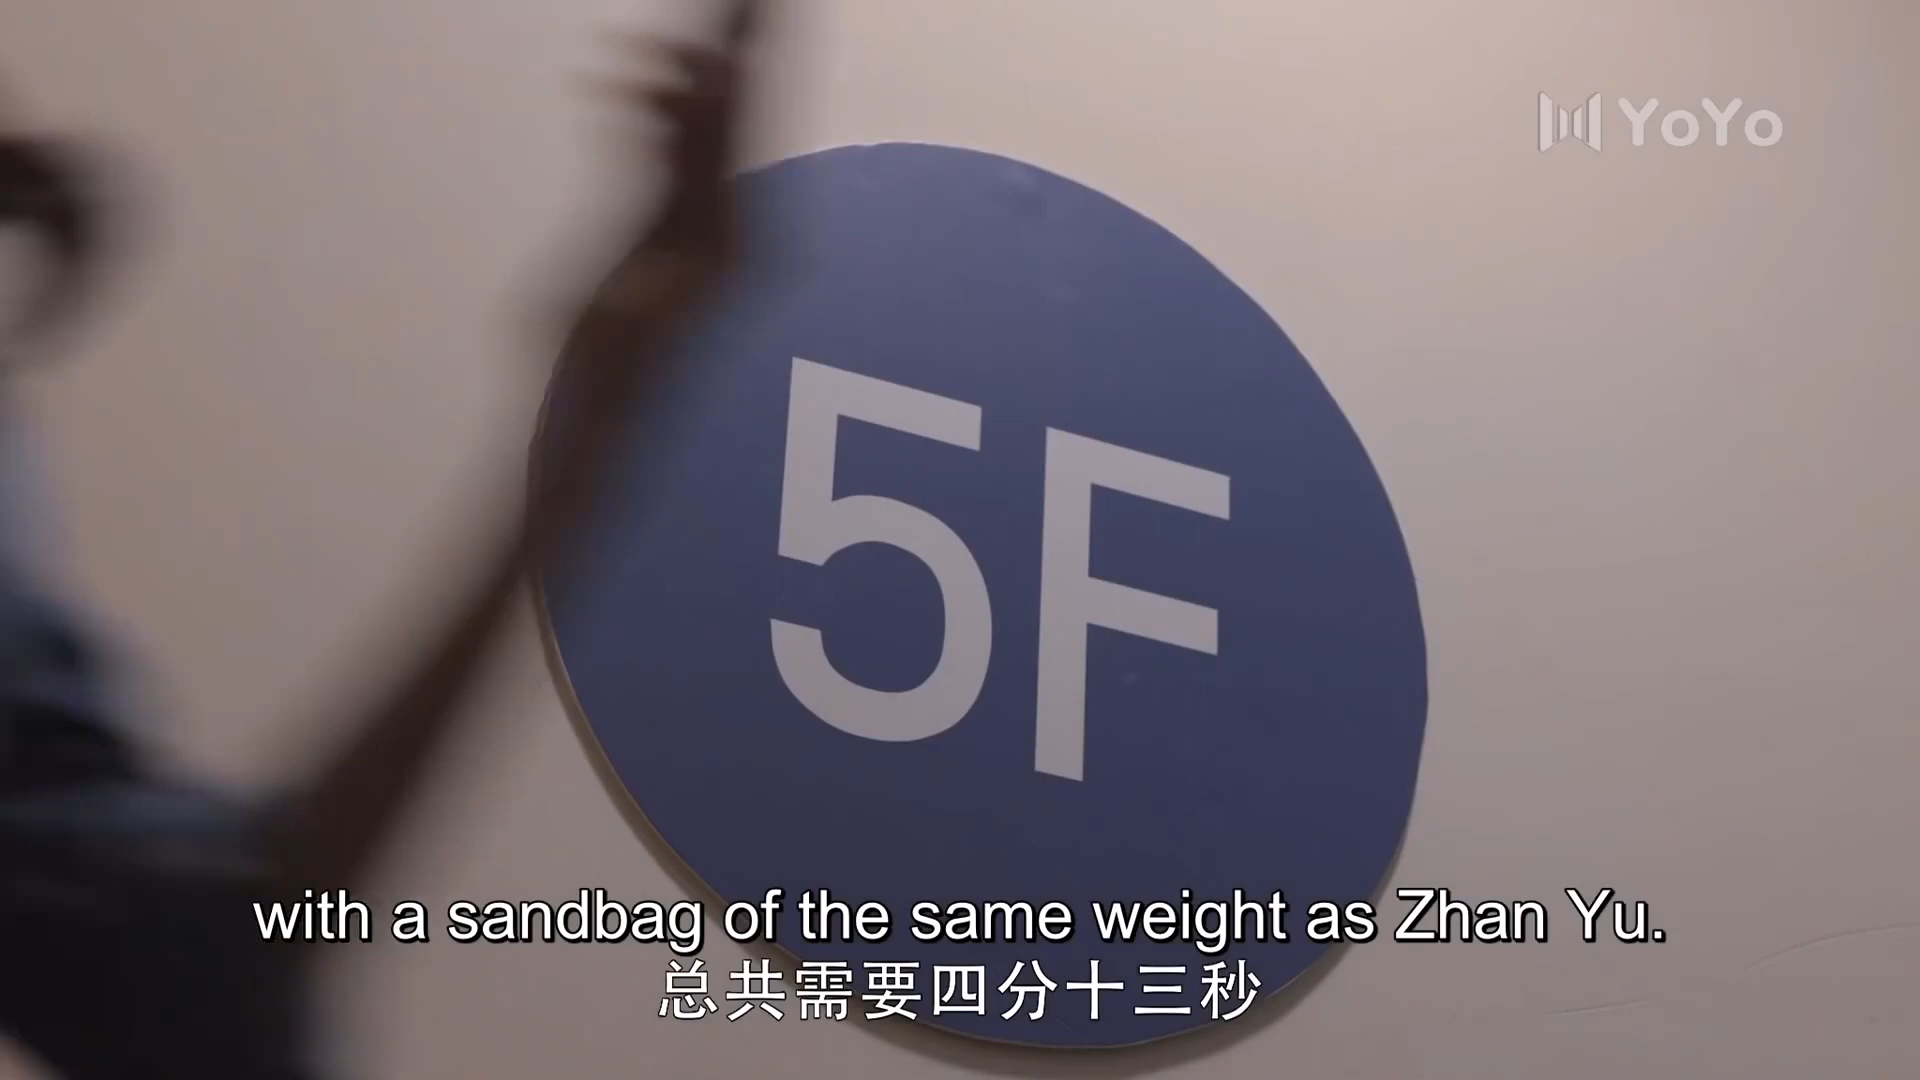 YoYo
5F
with a sandbag of the same weight as Zhan Yu.
总共需要四分十三秒